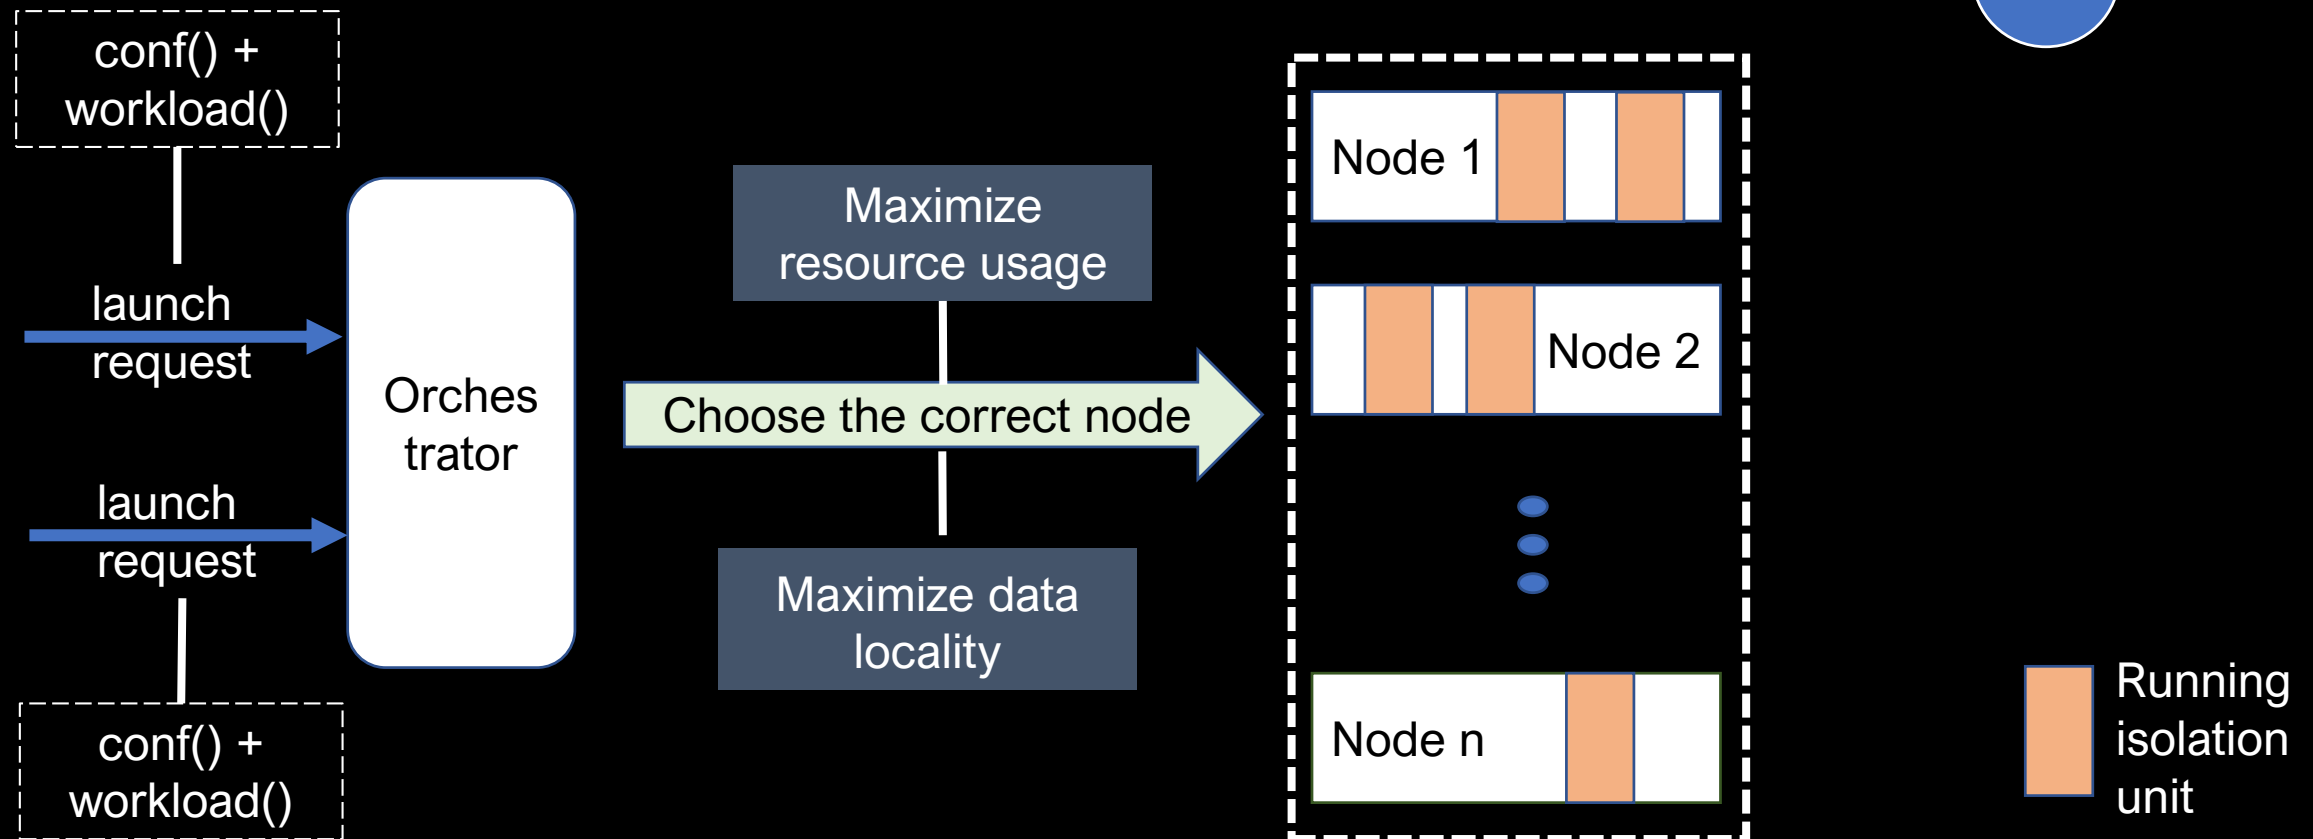 conf() +
workload()
launch
request
launch
request
conf() +
workload()
Orches
trator
Maximize
resource usage
Choose the correct node
Maximize data
locality
Node 1
Node 2
Node n
Running
isolation
unit